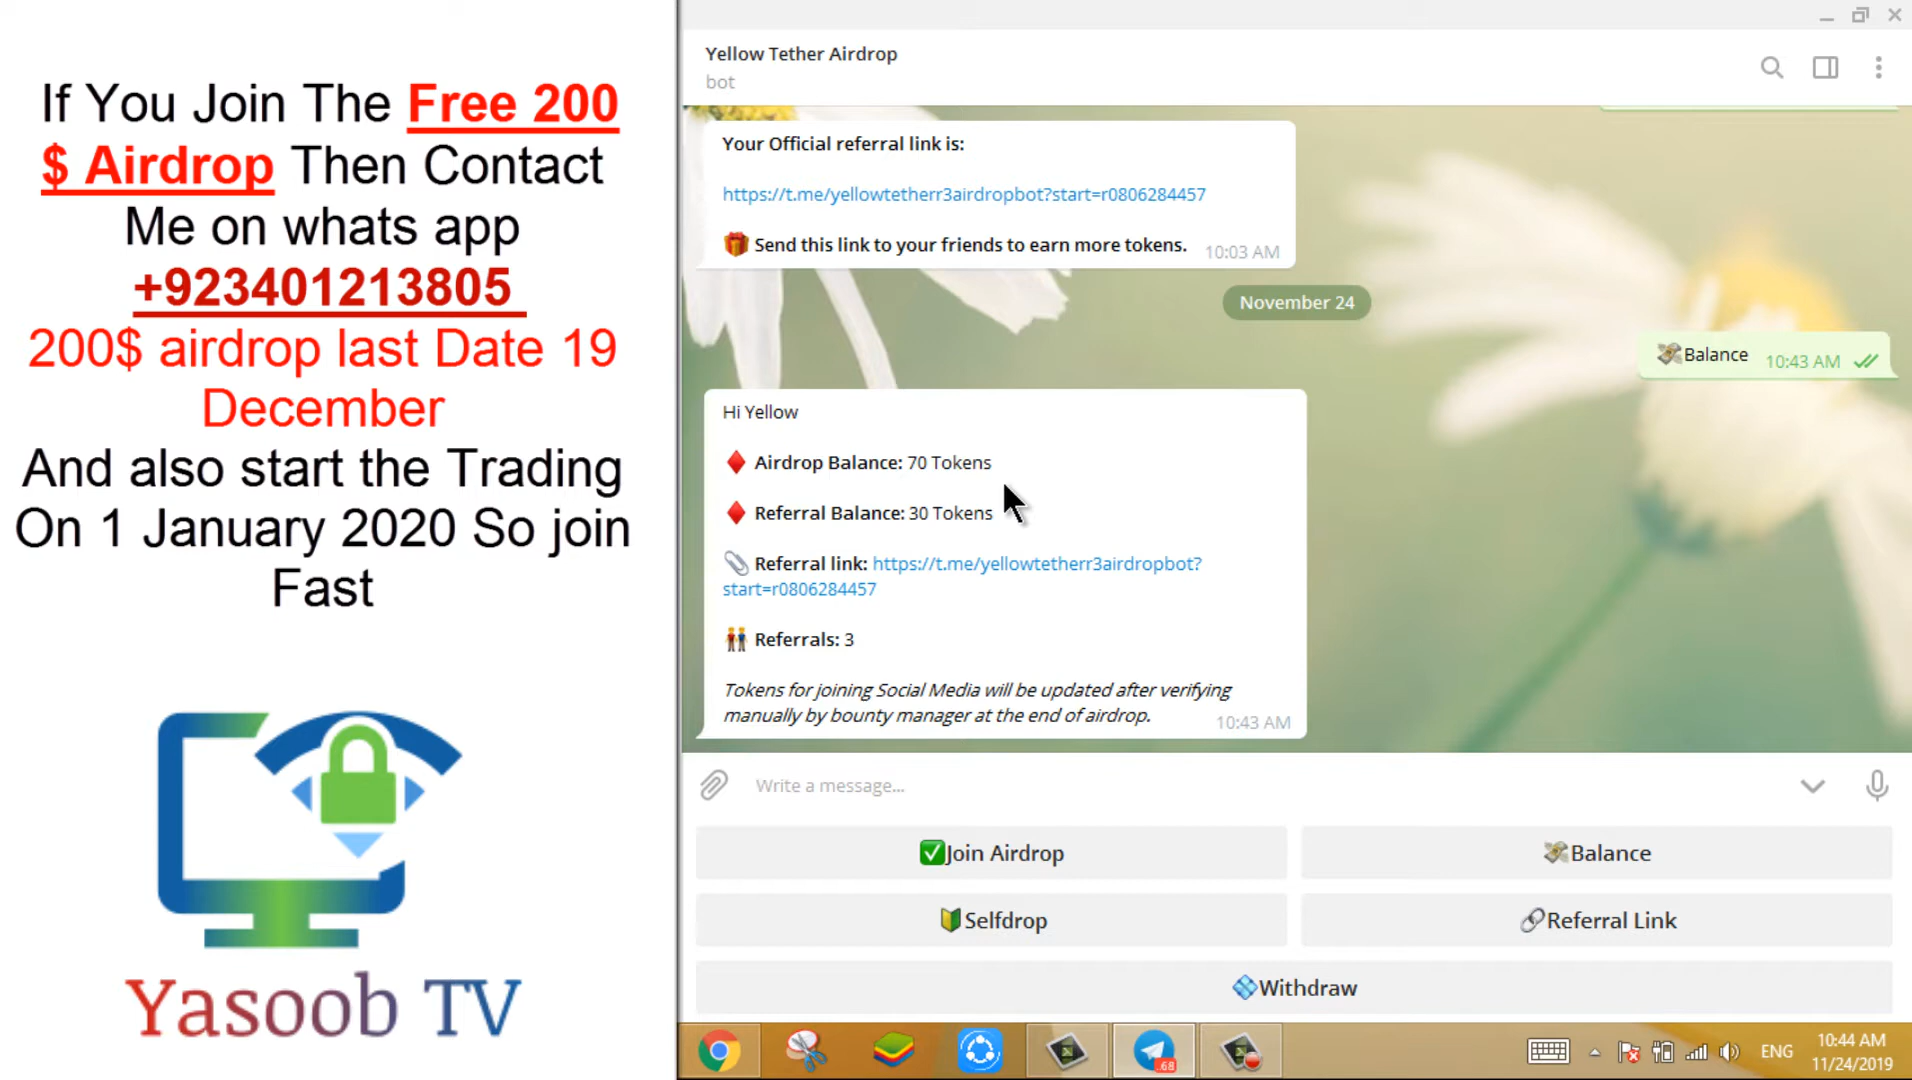 If You Join The Free 200
$ Airdrop Then Contact
Me on whats app
+923401213805
200$ airdrop last Date 19
December
And also start the Trading
On 1 January 2020 So join
Fast
Yasoob TV
Yellow Tether Airdrop
bot
Your Official referral link is:
https://t.me/yellowtetherr3airdropbot?start=r0806284457
Send this link to your friends to earn more tokens. 10:03 AM
November 24
Balance 10:43 AM
Hi Yellow
Airdrop Balance: 70 Tokens
Referral Balance: 30 Tokens
Referral link: https://t.me/yellowtetherr3airdropbot?
start=r0806284457
Referrals: 3
Tokens for joining Social Media will be updated after verifying
manually by bounty manager at the end of airdrop. 10:43 AM
Write a message...
Join Airdrop
Balance
Selfdrop
Referral Link
Withdraw
.68
ENG
10:44 AM
11/24/2019